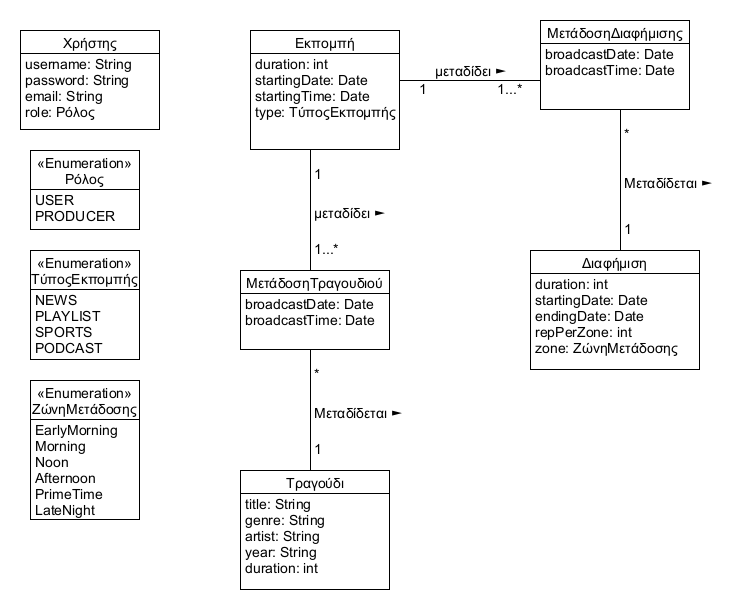 Χρήστης
username: String
password: String
email: String
role: Ρόλος
«Enumeration»
Ρόλος
USER
PRODUCER
«Enumeration»
ΤύποςΕκπομπής
NEWS
PLAYLIST
SPORTS
PODCAST
«Enumeration»
ΖώνηΜετάδοσης
EarlyMorning
Morning
Noon
Afternoon
PrimeTime
LateNight
Εκπομπή
duration: int
startingDate: Date
startingTime: Date
type: ΤύποςΕκπομπής
μεταδίδει ►
1
1...*
ΜετάδοσηΔιαφήμισης
broadcastDate: Date
broadcastTime: Date
*
Μεταδίδεται ►
1
Διαφήμιση
duration: int
startingDate: Date
endingDate: Date
repPerZone: int
zone: ΖώνηΜετάδοσης
1
μεταδίδει ►
1...*
ΜετάδοσηΤραγουδιού
broadcastDate: Date
broadcastTime: Date
*
Μεταδίδεται ►
1
Τραγούδι
title: String
genre: String
artist: String
year: String
duration: int